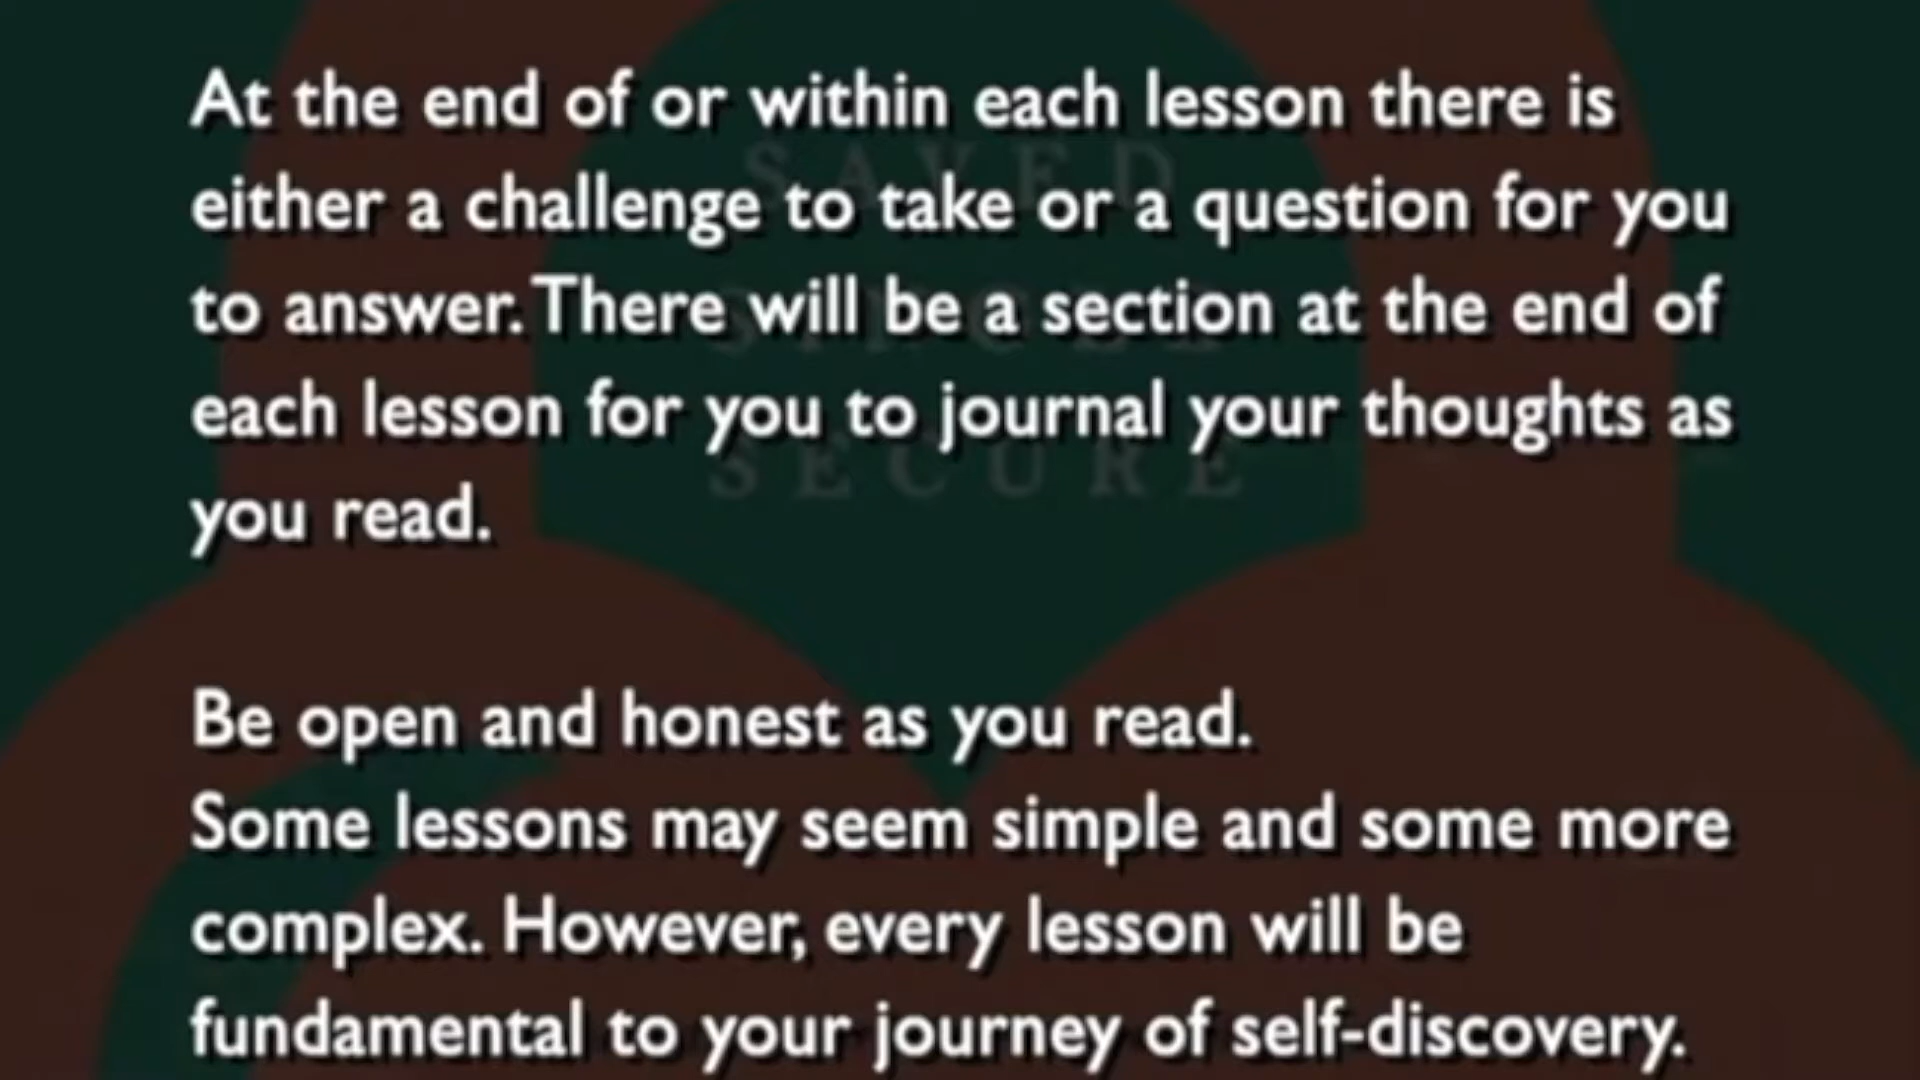 At the end of or within each lesson there is
either a challenge to take or a question for you
to answer. There will be a section at the end of
each lesson for you to journal your thoughts as
you read.
Be open and honest as you read.
Some lessons may seem simple and some more
complex. However, every lesson will be
fundamental to your journey of self-discovery.
SAVED
SINGLE
SECURE